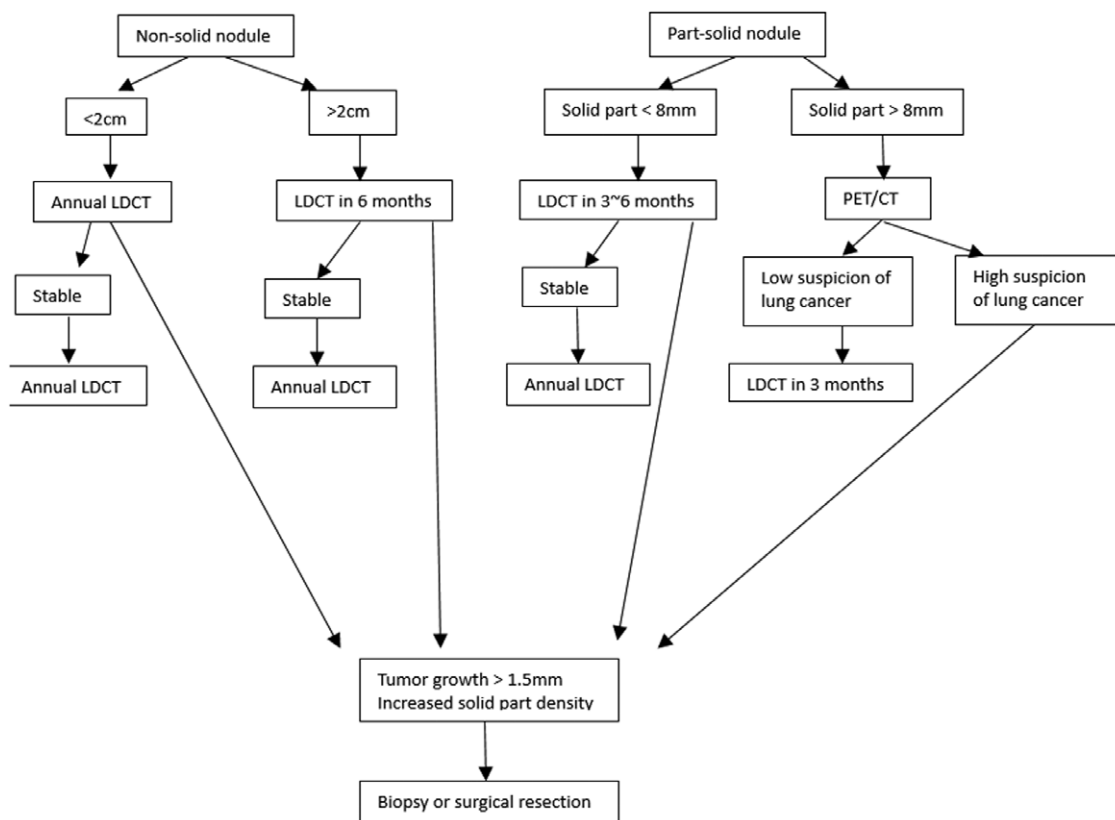 Non-solid nodule
Part-solid nodule
<2cm
>2cm
Solid part < 8mm
Solid part > 8mm
Annual LDCT
LDCT in 6 months
LDCT in 3~6 months
PET/CT
Stable
Stable
Stable
Low suspicion of
lung cancer
High suspicion
of lung cancer
Annual LDCT
Annual LDCT
Annual LDCT
LDCT in 3 months
Tumor growth > 1.5mm
Increased solid part density
Biopsy or surgical resection